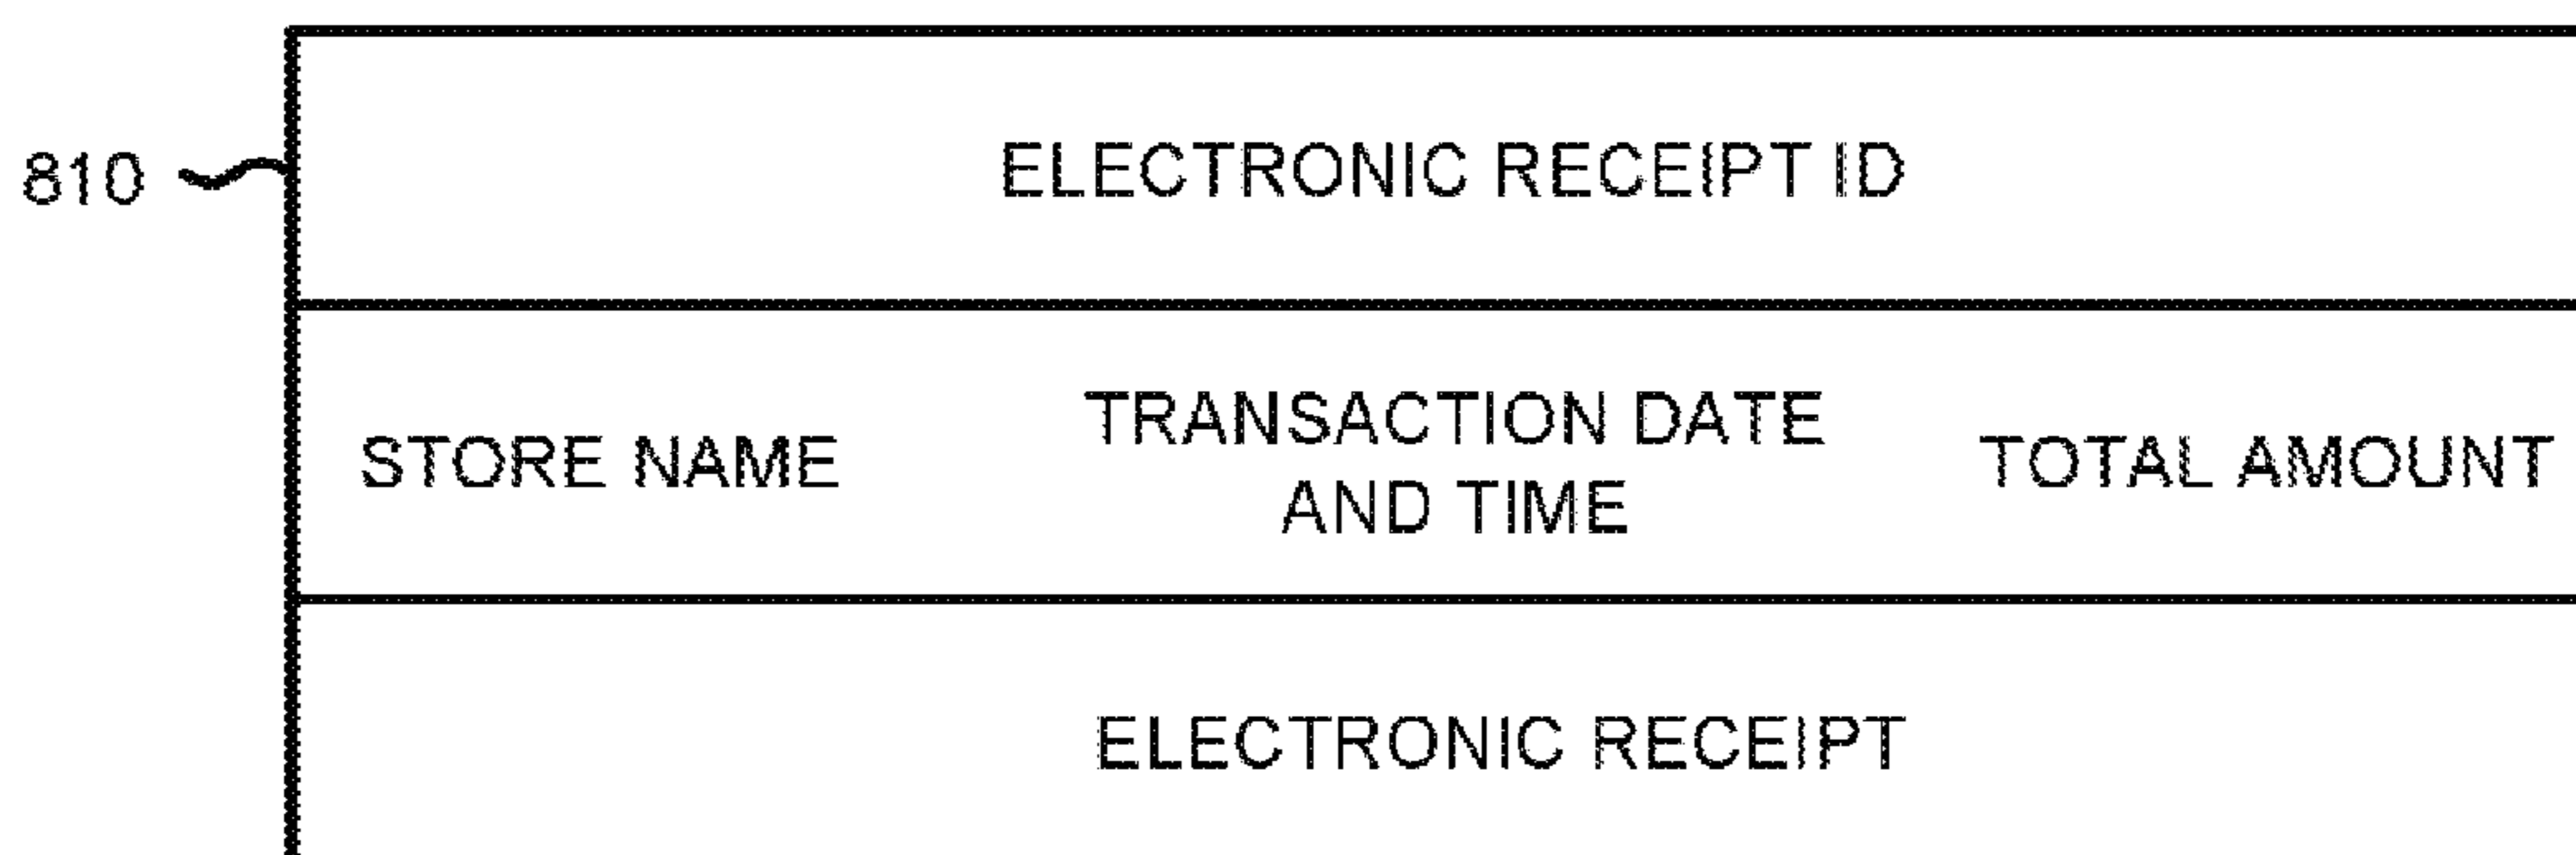 810
ELECTRONIC RECEIPT ID
STORE NAME
TRANSACTION DATE
AND TIME
TOTAL AMOUNT
ELECTRONIC RECEIPT